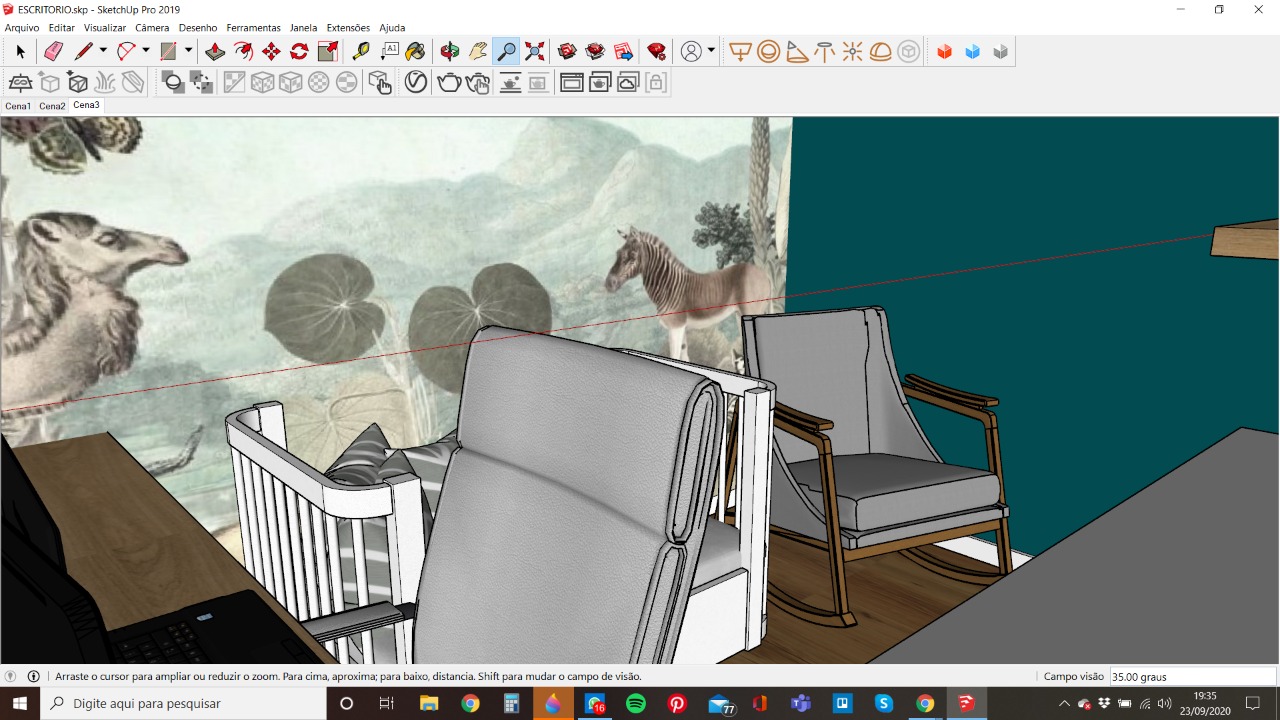 ESCRITORIO.skp - SketchUp Pro 2019
Arquivo Editar Visualizar Câmera Desenho Ferramentas Janela Extensões Ajuda
A1
Cena1 Cena2 Cena3
Arraste o cursor para ampliar ou reduzir o zoom. Para cima, aproxima; para baixo, distancia. Shift para mudar o campo de visão.
Campo visão 35.00 graus
Digite aqui para pesquisar
16
77
19:35
23/09/2020